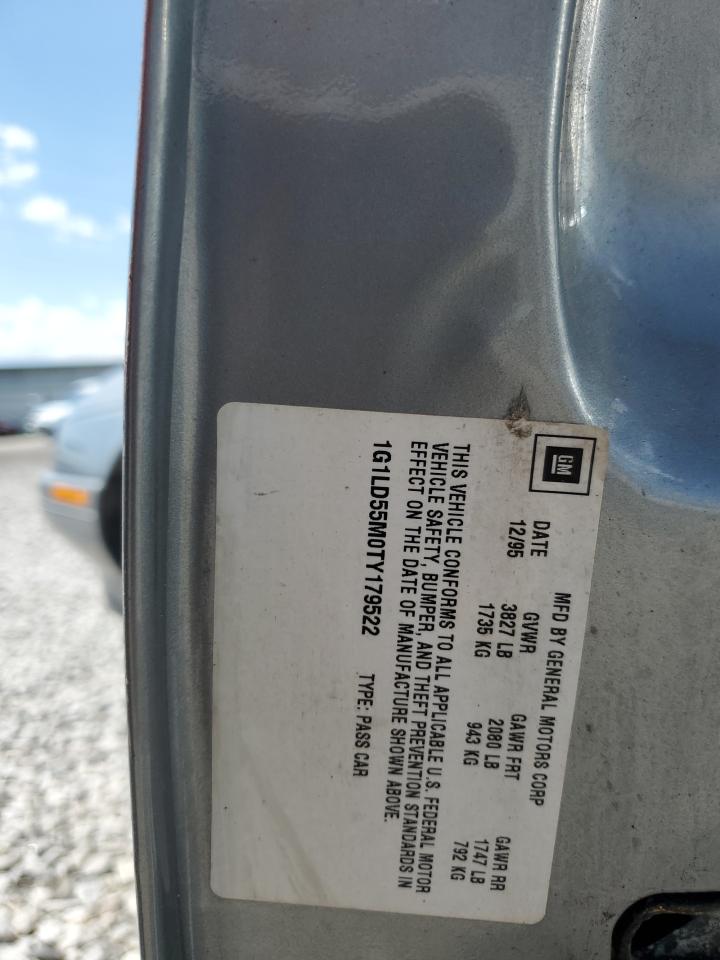 GM
MFD BY GENERAL MOTORS CORP
DATE GVWR GAWR FRT GAWR RR
12/95 3827 LB 2080 LB 1747 LB
1735 KG 943 KG 792 KG
THIS VEHICLE CONFORMS TO ALL APPLICABLE U.S. FEDERAL MOTOR
VEHICLE SAFETY, BUMPER, AND THEFT PREVENTION STANDARDS IN
EFFECT ON THE DATE OF MANUFACTURE SHOWN ABOVE.
1G1LD55M0TY179522 TYPE: PASS CAR